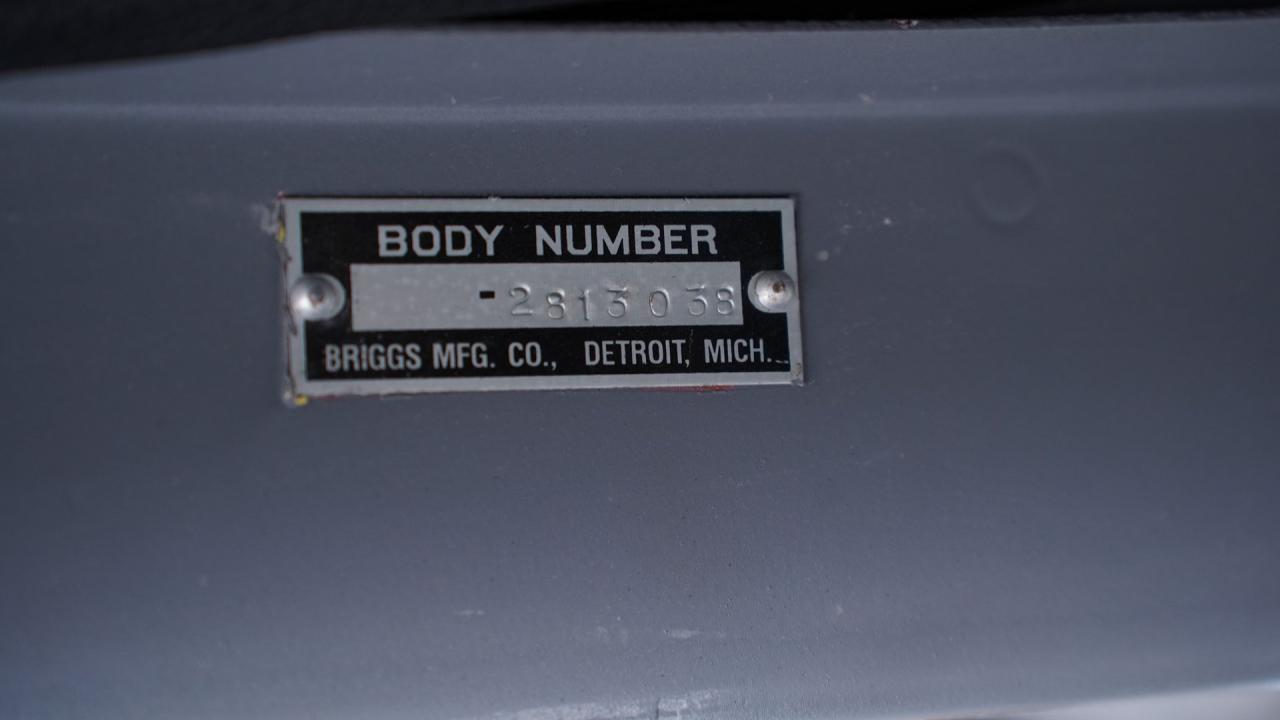 BODY NUMBER
-2813038
BRIGGS MFG. CO., DETROIT, MICH.